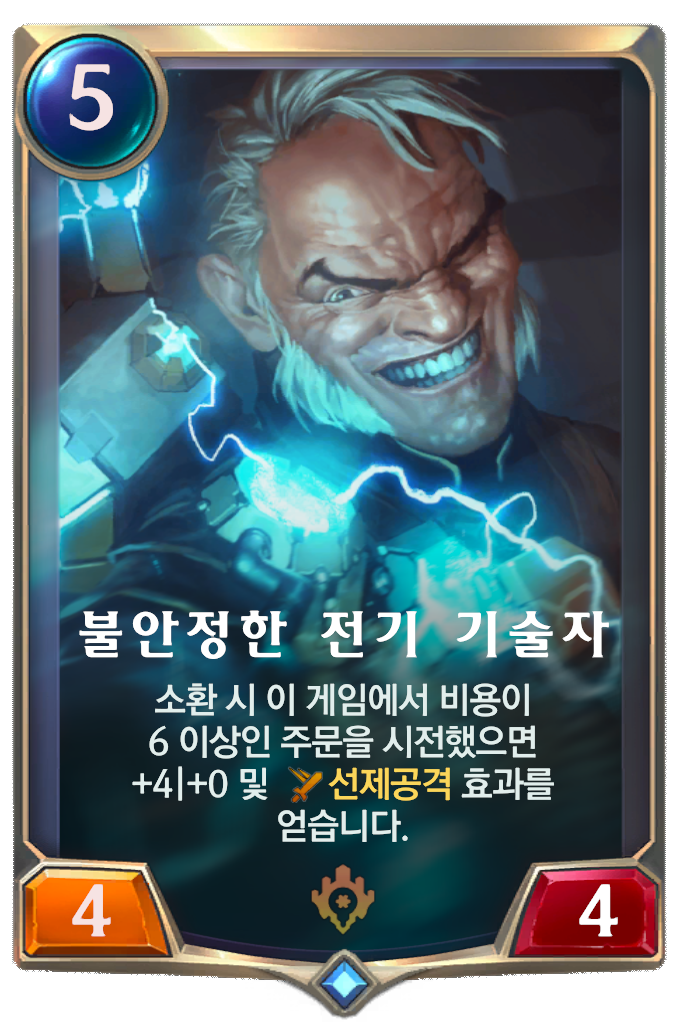 5
불안정한 전기 기술자
소환 시 이 게임에서 비용이
6 이상인 주문을 시전했으면
+4|+0 및 선제공격 효과를
얻습니다.
4
4